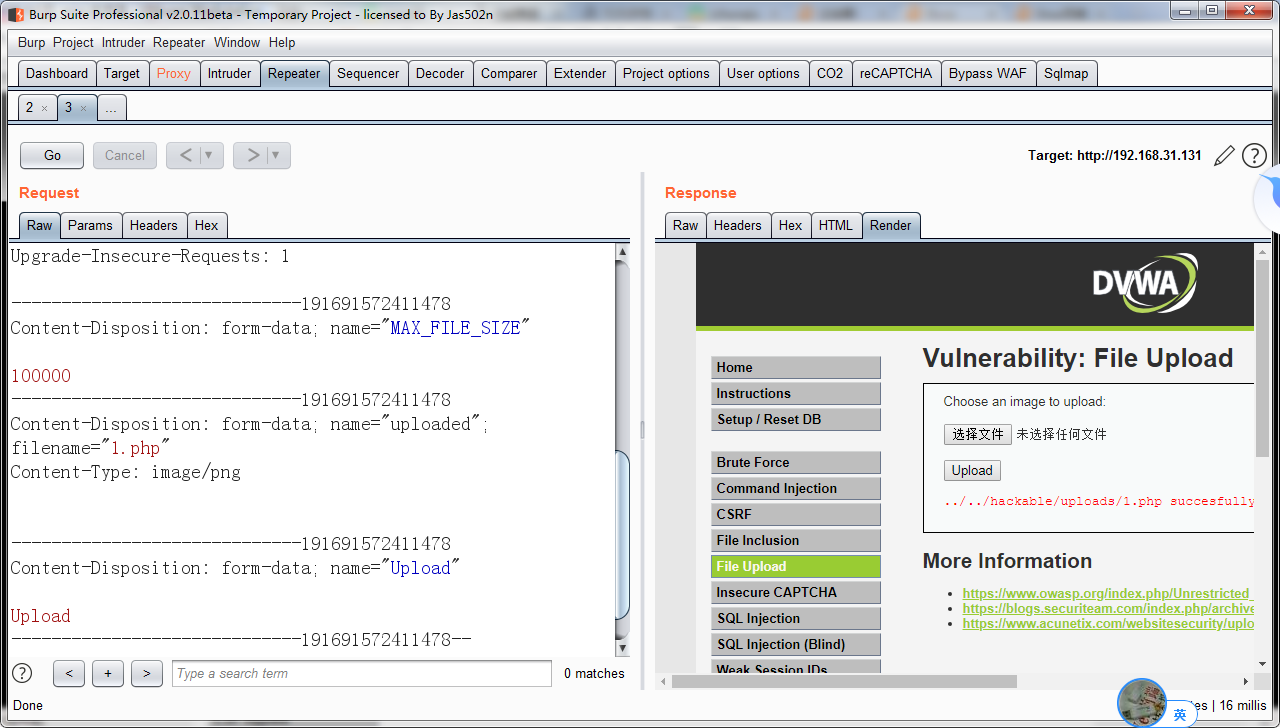 Burp Suite Professional v2.0.11beta - Temporary Project - licensed to By Jas502n
Burp Project Intruder Repeater Window Help
Dashboard Target Proxy Intruder Repeater Sequencer Decoder Comparer Extender Project options User options CO2 reCAPTCHA Bypass WAF Sqlmap
2 × 3 × ...
Go Cancel < ▼ > ▼ Target: http://192.168.31.131 ?
Request
Raw Params Headers Hex
Upgrade-Insecure-Requests: 1
-----------------------------191691572411478
Content-Disposition: form-data; name="MAX_FILE_SIZE"
100000
-----------------------------191691572411478
Content-Disposition: form-data; name="uploaded";
filename="1.php"
Content-Type: image/png
-----------------------------191691572411478
Content-Disposition: form-data; name="Upload"
Upload
-----------------------------191691572411478--
? < + > Type a search term 0 matches
Response
Raw Headers Hex HTML Render
DVWA
Home
Instructions
Setup / Reset DB
Brute Force
Command Injection
CSRF
File Inclusion
File Upload
Insecure CAPTCHA
SQL Injection
SQL Injection (Blind)
Weak Session IDs
Vulnerability: File Upload
Choose an image to upload:
选择文件 未选择任何文件
Upload
../../hackable/uploads/1.php succesfully
More Information
https://www.owasp.org/index.php/Unrestricted_
https://blogs.securiteam.com/index.php/archive
https://www.acunetix.com/websitesecurity/uplo
Done
英
es | 16 millis